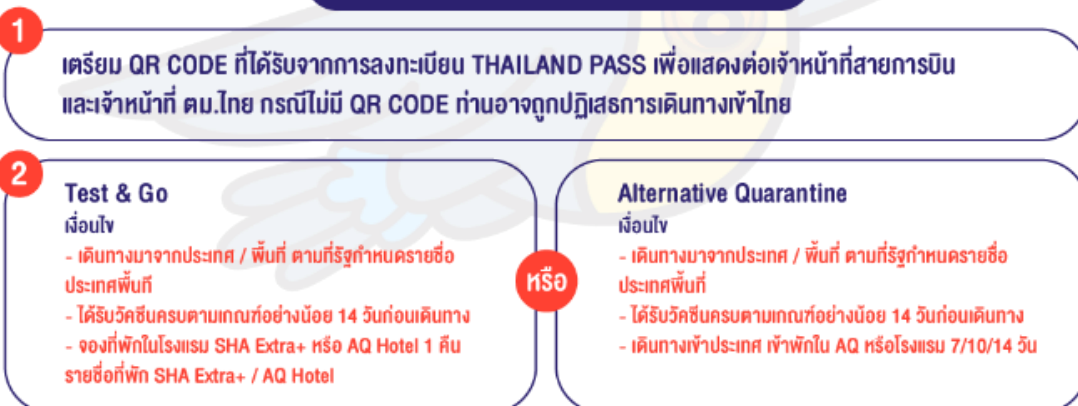 1
เตรียม QR CODE ที่ได้รับจากการลงทะเบียน THAILAND PASS เพื่อแสดงต่อเจ้าหน้าที่สายการบิน
และเจ้าหน้าที่ ตม.ไทย กรณีไม่มี QR CODE ท่านอาจถูกปฏิเสธการเดินทางเข้าไทย
2
Test & Go
เงื่อนไข
- เดินทางมาจากประเทศ / พื้นที่ ตามที่รัฐกำหนดรายชื่อ
ประเทศพื้นที
- ได้รับวัคซีนครบตามเกณฑ์อย่างน้อย 14 วันก่อนเดินทาง
- จองที่พักในโรงแรม SHA Extra+ หรือ AQ Hotel 1 คืน
รายชื่อที่พัก SHA Extra+ / AQ Hotel
หรือ
Alternative Quarantine
เงื่อนไข
- เดินทางมาจากประเทศ / พื้นที่ ตามที่รัฐกำหนดรายชื่อ
ประเทศพื้นที่
- ได้รับวัคซีนครบตามเกณฑ์อย่างน้อย 14 วันก่อนเดินทาง
- เดินทางเข้าประเทศ เข้าพักใน AQ หรือโรงแรม 7/10/14 วัน